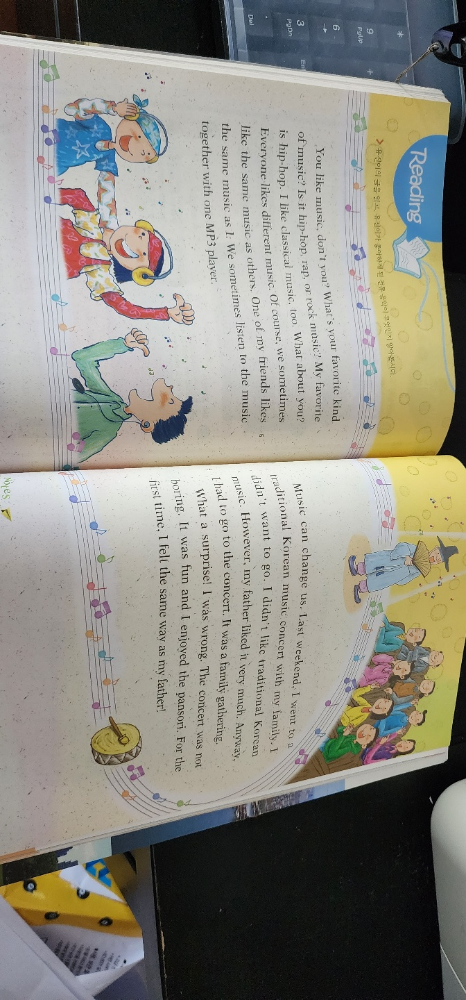 Reading
유진이의 글을 읽고, 유진이가 좋아하게 된 전통 음악이 무엇인지 알아봅시다.
You like music, don't you? What's your favorite kind
of music? Is it hip-hop, rap, or rock music? My favorite
is hip-hop. I like classical music, too. What about you?
Everyone likes different music. Of course, we sometimes
like the same music as others. One of my friends likes
5
the same music as I. We sometimes listen to the music
together with one MP3 player.
Music can change us. Last weekend, I went to a
traditional Korean music concert with my family. I
didn't want to go. I didn't like traditional Korean
music. However, my father liked it very much. Anyway,
I had to go to the concert. It was a family gathering.
What a surprise! I was wrong. The concert was not
boring. It was fun and I enjoyed the pansori. For the
first time, I felt the same way as my father!
Notes
*
9
PgUp
+
6
→
3
PgDn
.
Del